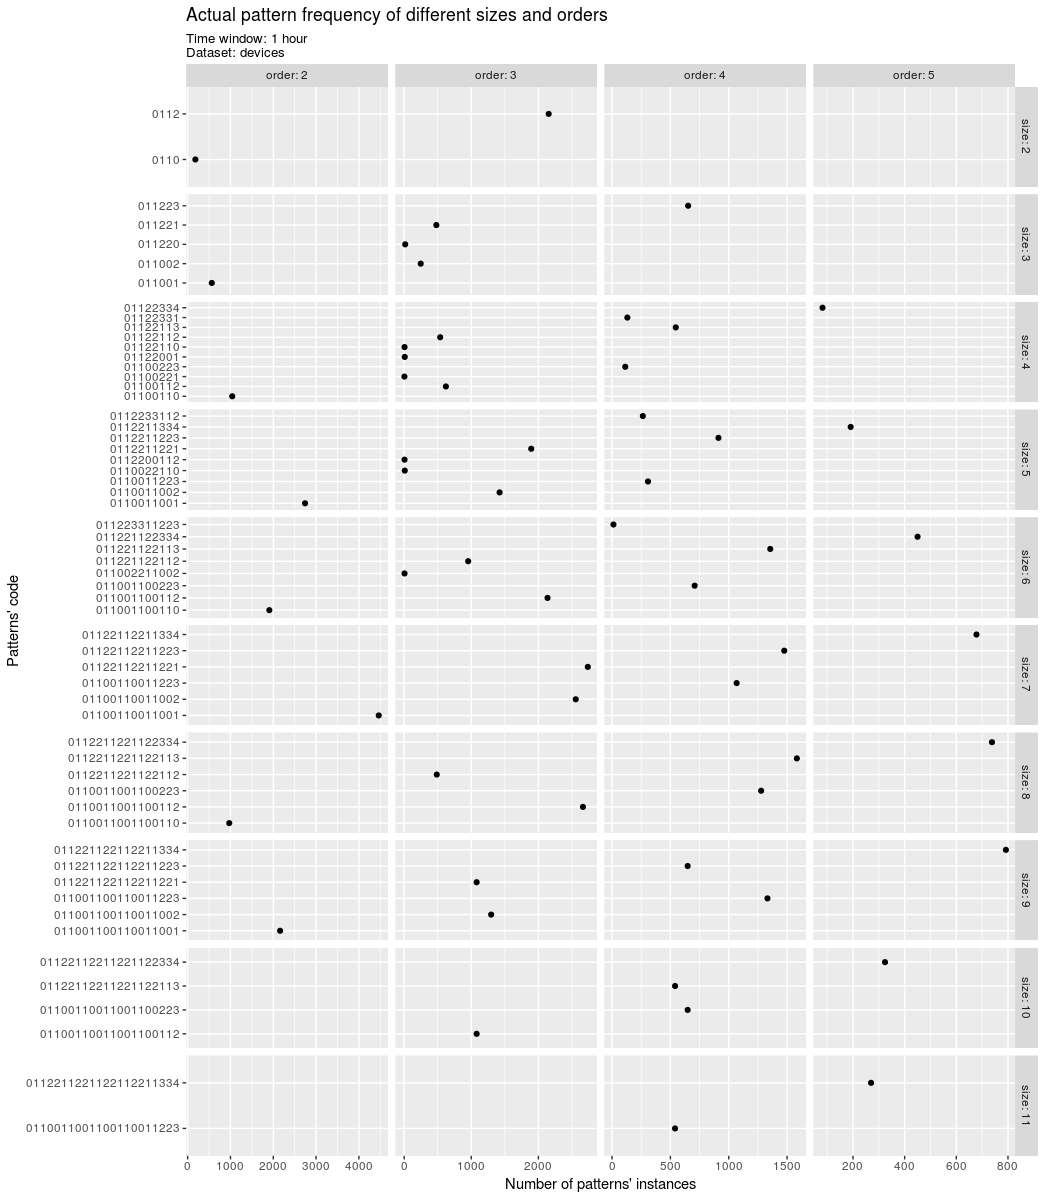 Actual pattern frequency of different sizes and orders
Time window: 1 hour
Dataset: devices
order: 2
order: 3
order: 4
order: 5
0112
0110
size: 2
011223
011221
011220
011002
011001
size: 3
01122334
01122331
01122113
01122112
01122110
01122001
01100223
01100221
01100112
01100110
size: 4
0112233112
0112211334
0112211223
0112211221
0112200112
0110022110
0110011223
0110011002
0110011001
size: 5
011223311223
011221122334
011221122113
011221122112
011002211002
011001100223
011001100112
011001100110
size: 6
01122112211334
01122112211223
01122112211221
01100110011223
01100110011002
01100110011001
size: 7
0112211221122334
0112211221122113
0112211221122112
0110011001100223
0110011001100112
0110011001100110
size: 8
011221122112211334
011221122112211223
011221122112211221
011001100110011223
011001100110011002
011001100110011001
size: 9
01122112211221122334
01122112211221122113
01100110011001100223
01100110011001100112
size: 10
0112211221122112211334
0110011001100110011223
size: 11
0 1000 2000 3000 4000
0 1000 2000
0 500 1000 1500
200 400 600 800
Number of patterns' instances
Patterns' code